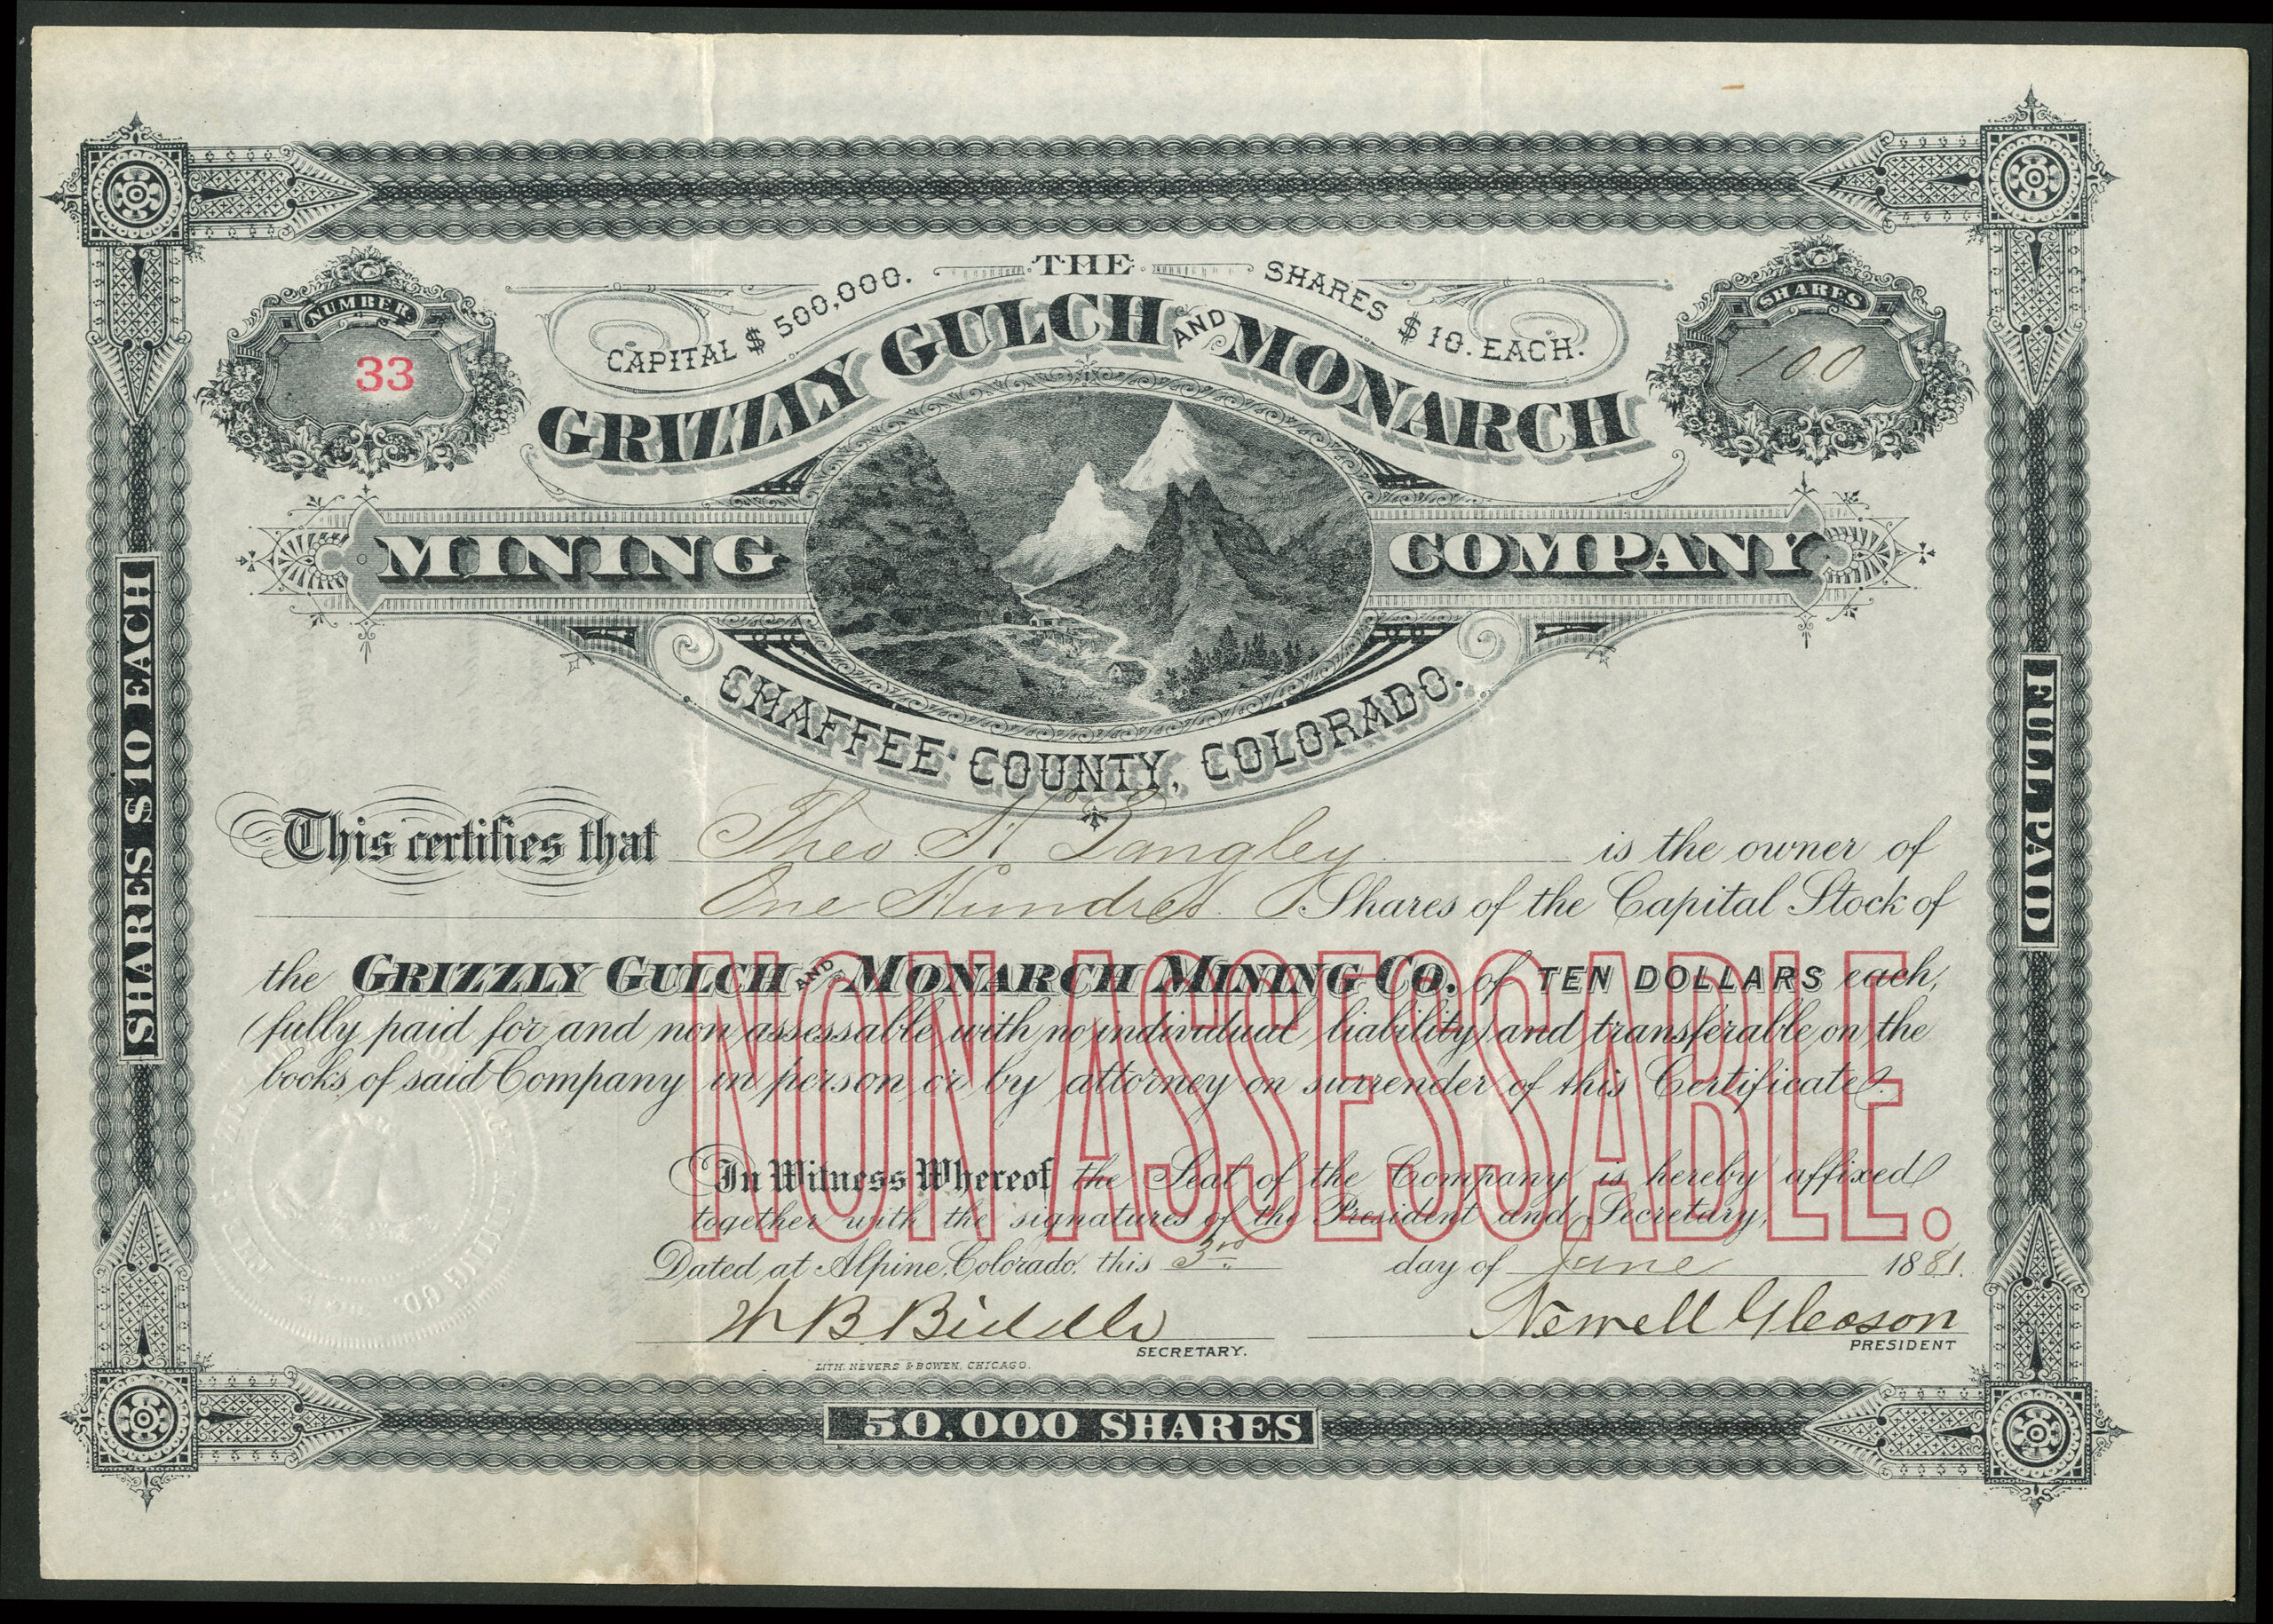 THE
CAPITAL $ 500,000.
SHARES $ 10. EACH.
NUMBER
33
SHARES
100
GRIZZLY GULCH AND MONARCH
MINING COMPANY
CHAFFEE COUNTY, COLORADO.
SHARES $10 EACH
FULL PAID
This certifies that Theo. H Langley is the owner of
One Hundred Shares of the Capital Stock of
the GRIZZLY GULCH AND MONARCH MINING CO. of TEN DOLLARS each,
(fully paid for and non assessable with no individual liability) and transferable on the
books of said Company in person or by attorney on surrender of this Certificate.
NON ASSESSABLE.
In Witness Whereof the Seal of the Company is hereby affixed
together with the signatures of the President and Secretary,
Dated at Alpine, Colorado, this 3rd day of June 1881.
W B Biddle Newell Gleason
SECRETARY. PRESIDENT
LITH. NEVERS & BOWEN, CHICAGO.
50,000 SHARES